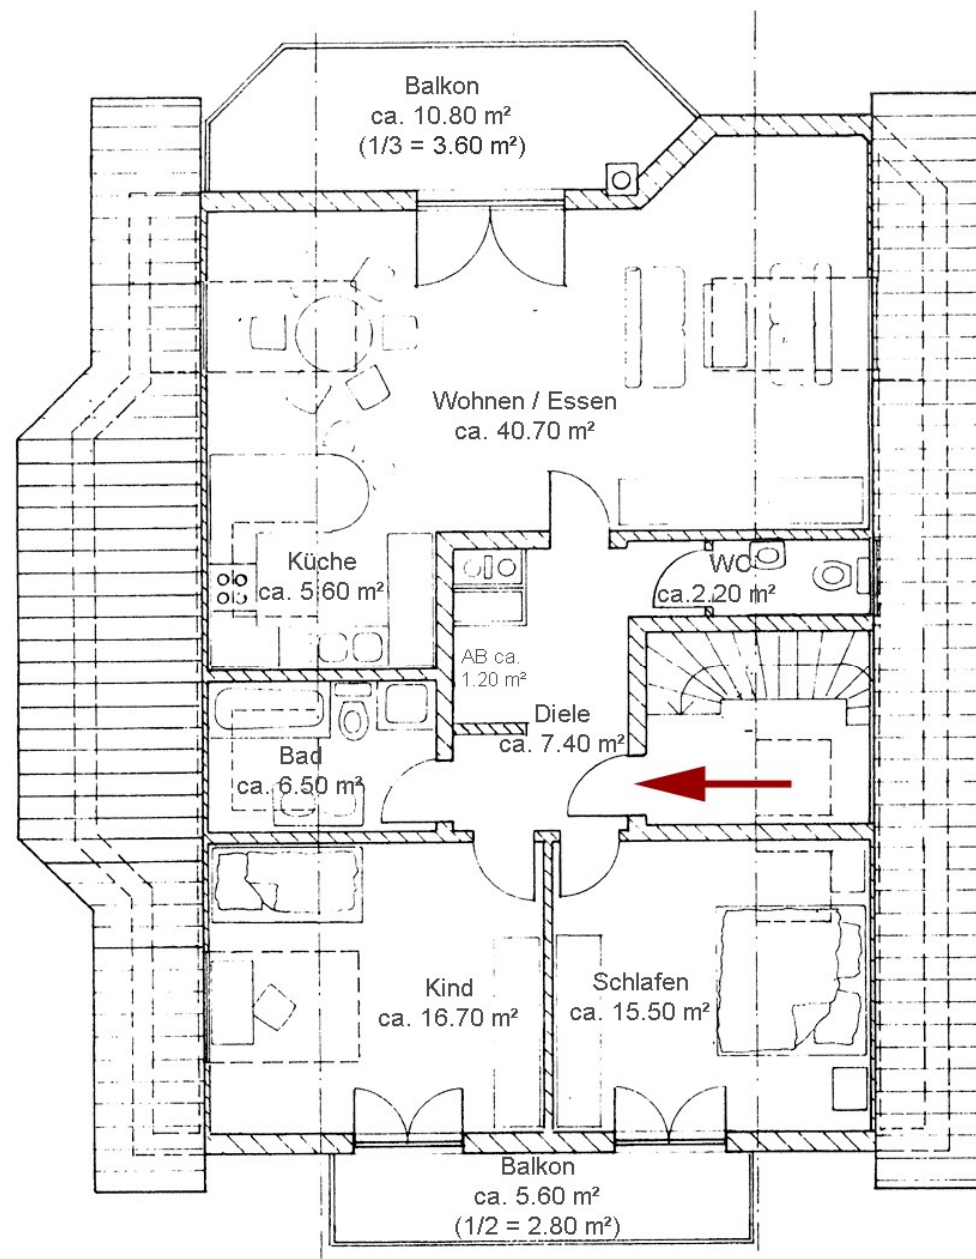 Balkon
ca. 10.80 m²
(1/3 = 3.60 m²)
Wohnen / Essen
ca. 40.70 m²
Küche
ca. 5.60 m²
WC
ca.2.20 m²
AB ca.
1.20 m²
Diele
ca. 7.40 m²
Bad
ca. 6.50 m²
Kind
ca. 16.70 m²
Schlafen
ca. 15.50 m²
Balkon
ca. 5.60 m²
(1/2 = 2.80 m²)